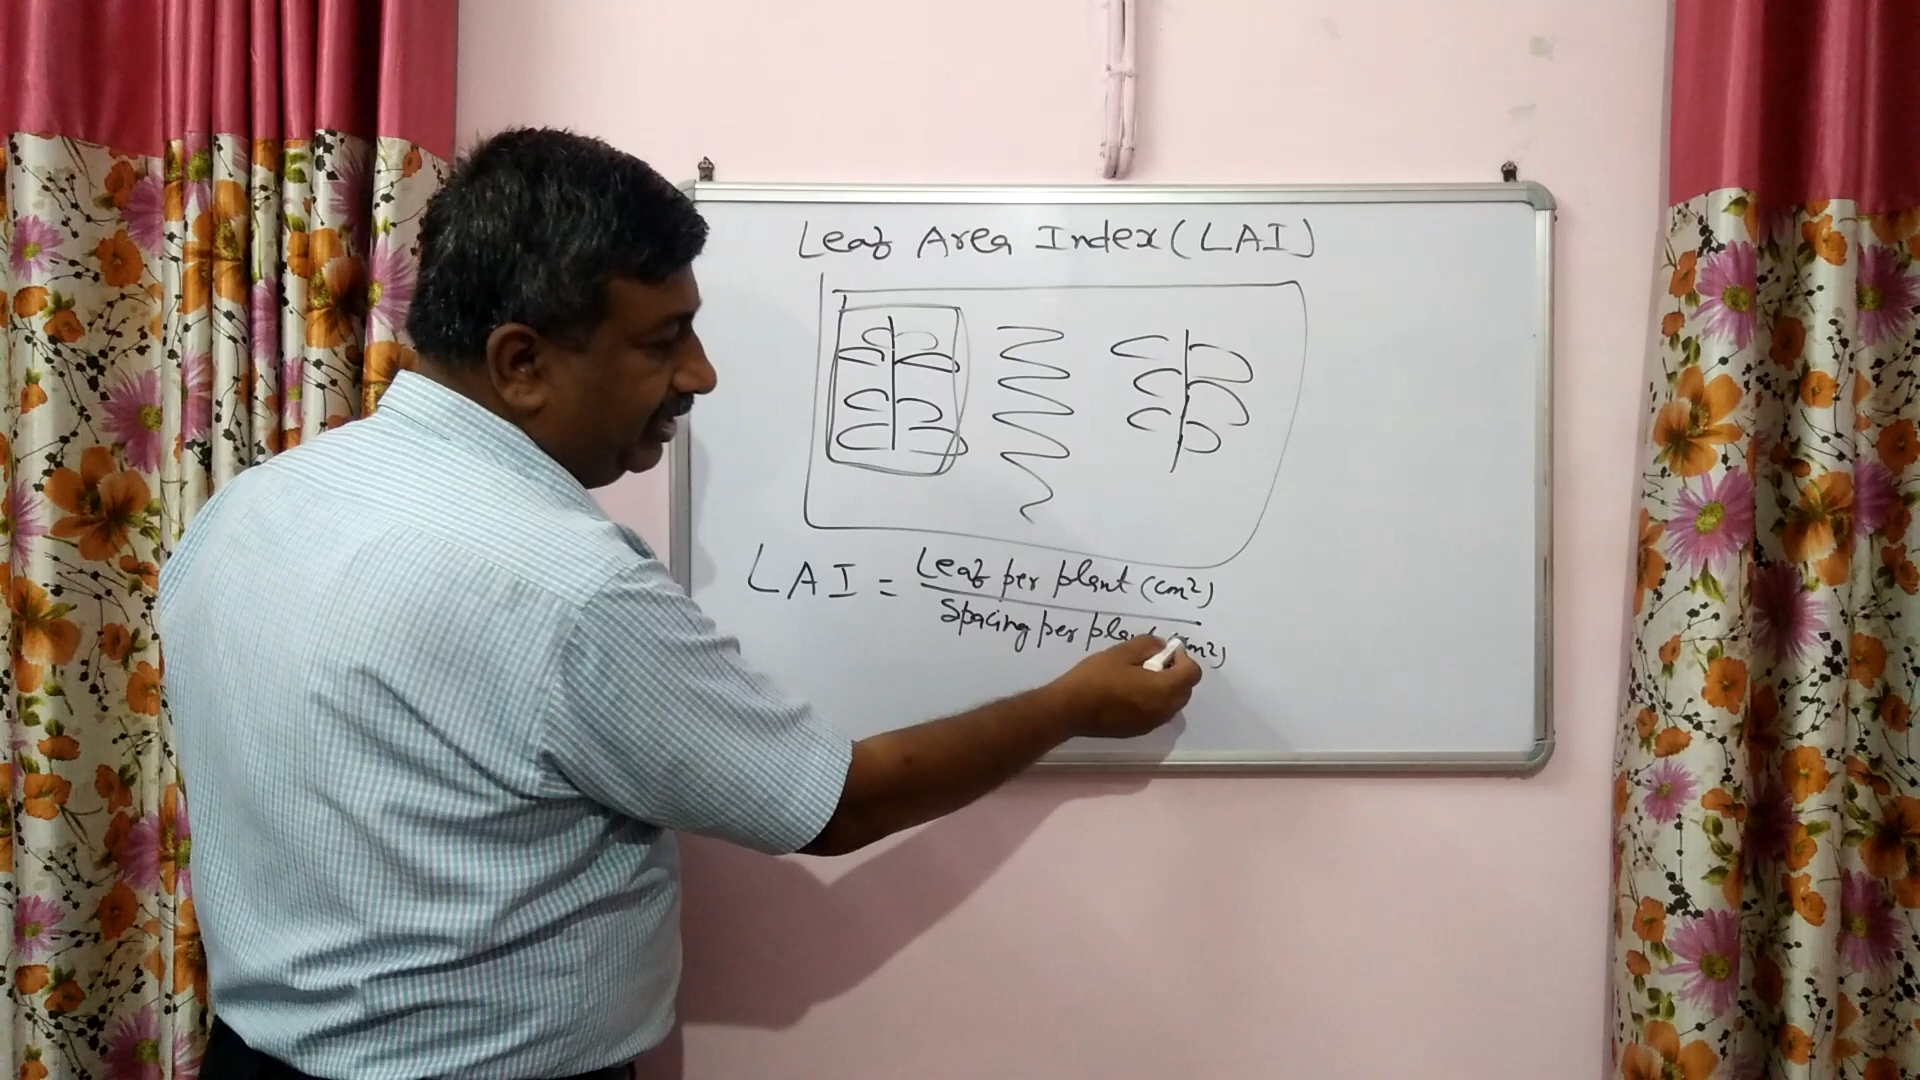 Leaf Area Index (LAI)
LAI = Leaf per plant (cm²)
Spacing per plant (cm²)